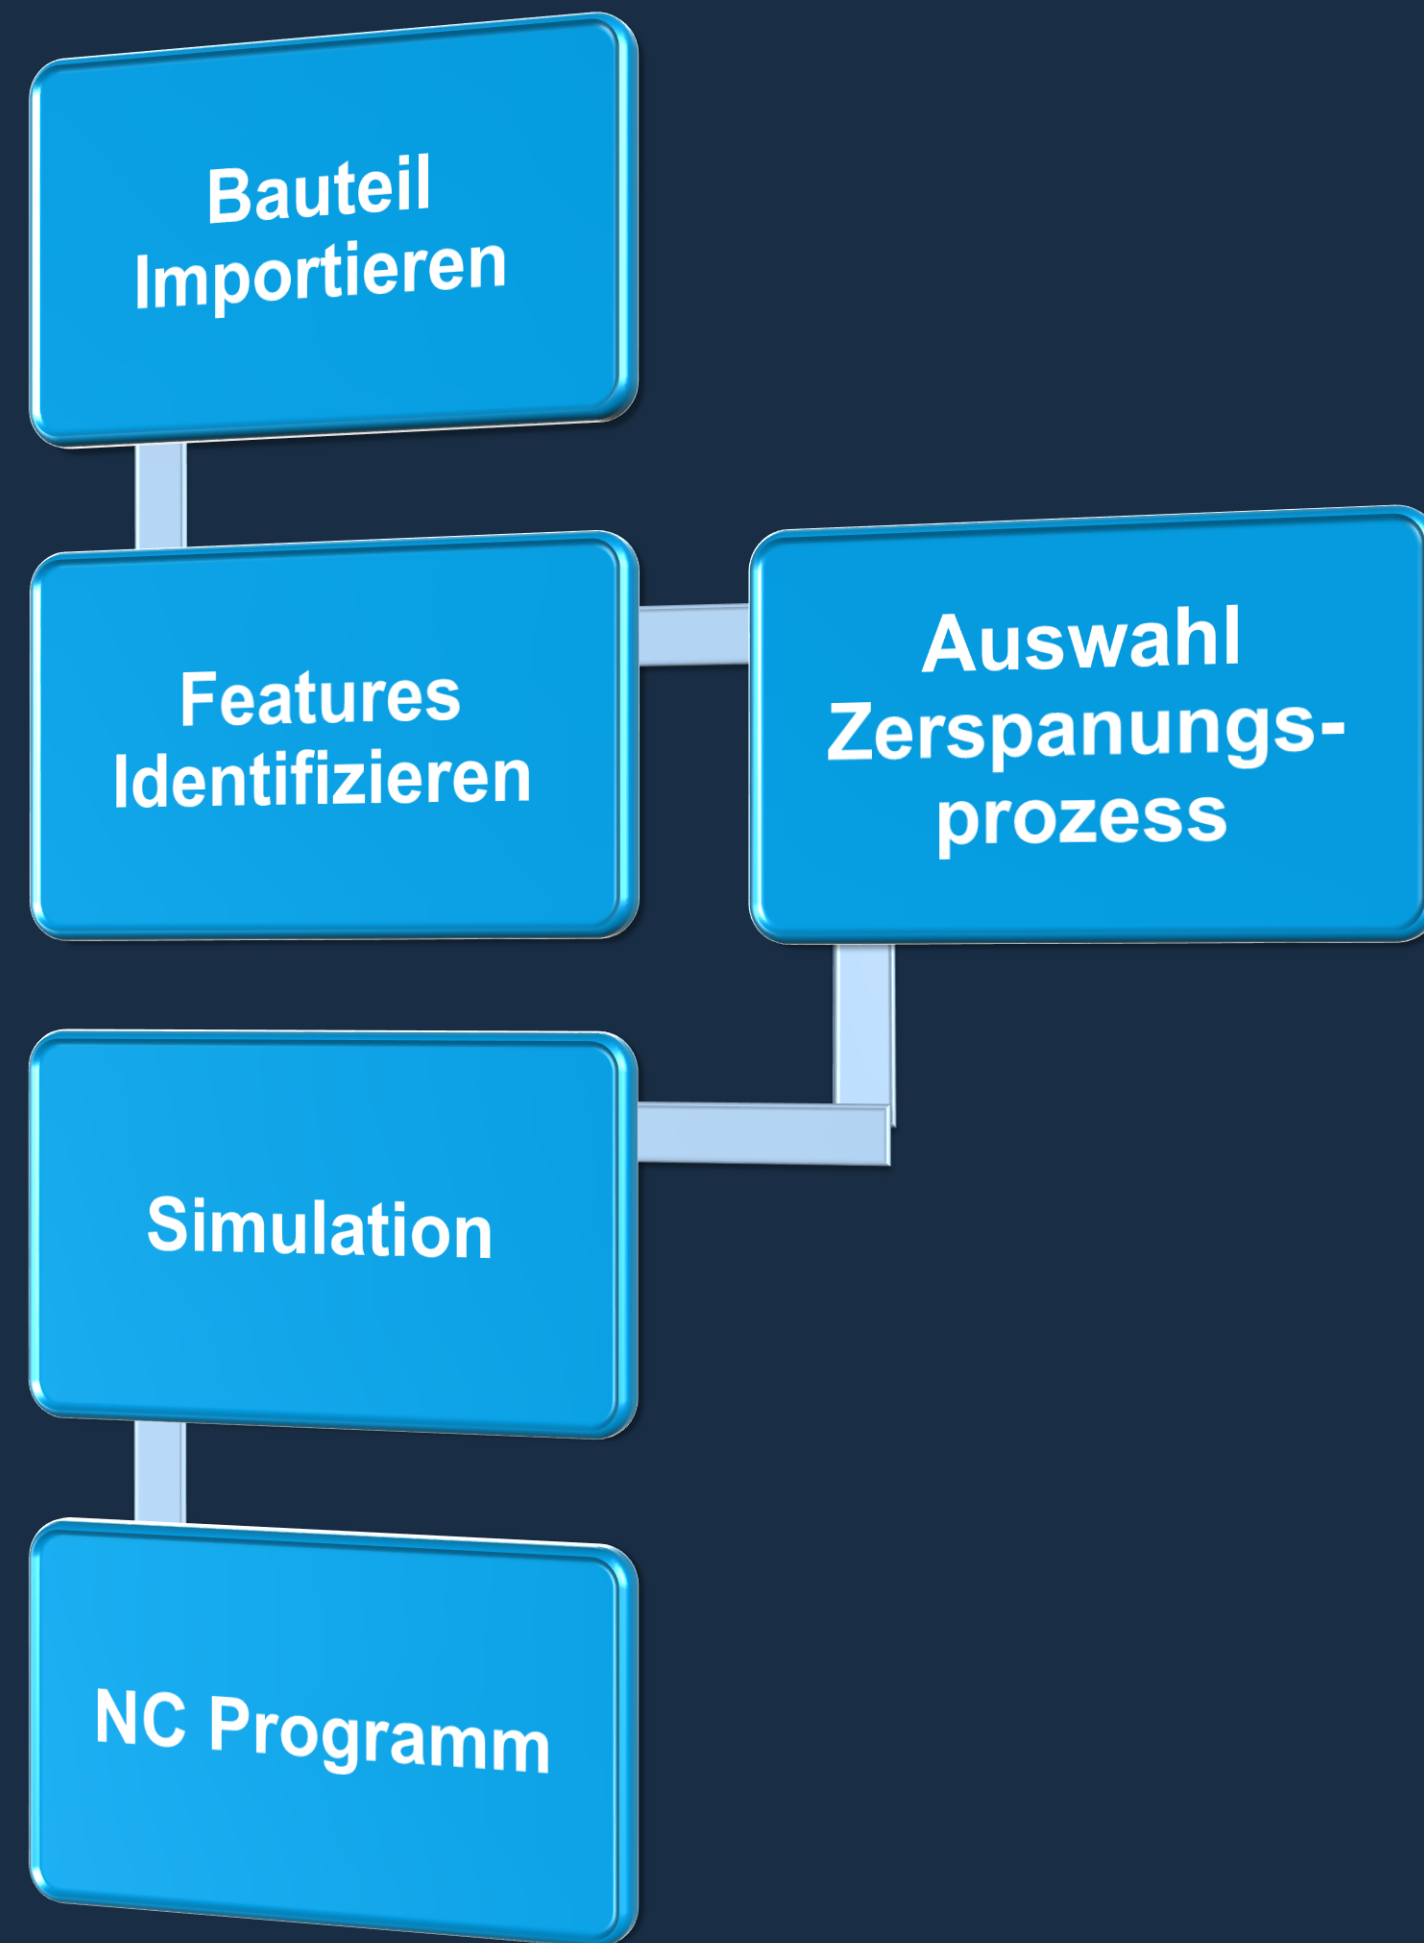 Bauteil
Importieren
Features
Identifizieren
Auswahl
Zerspanungs-
prozess
Simulation
NC Programm